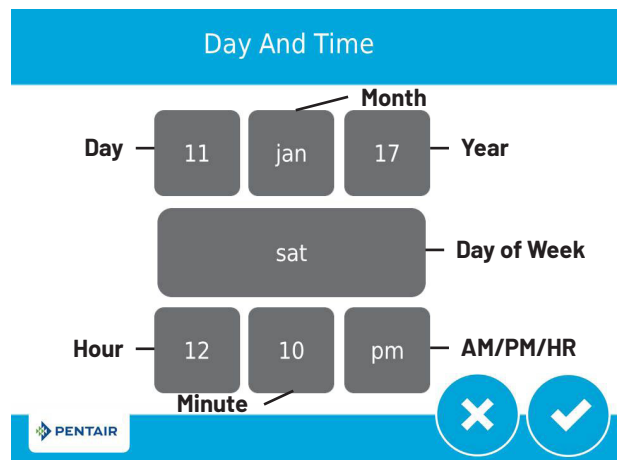 Day And Time
Month
Day 11 jan 17 Year
sat Day of Week
Hour 12 10 pm AM/PM/HR
Minute
PENTAIR